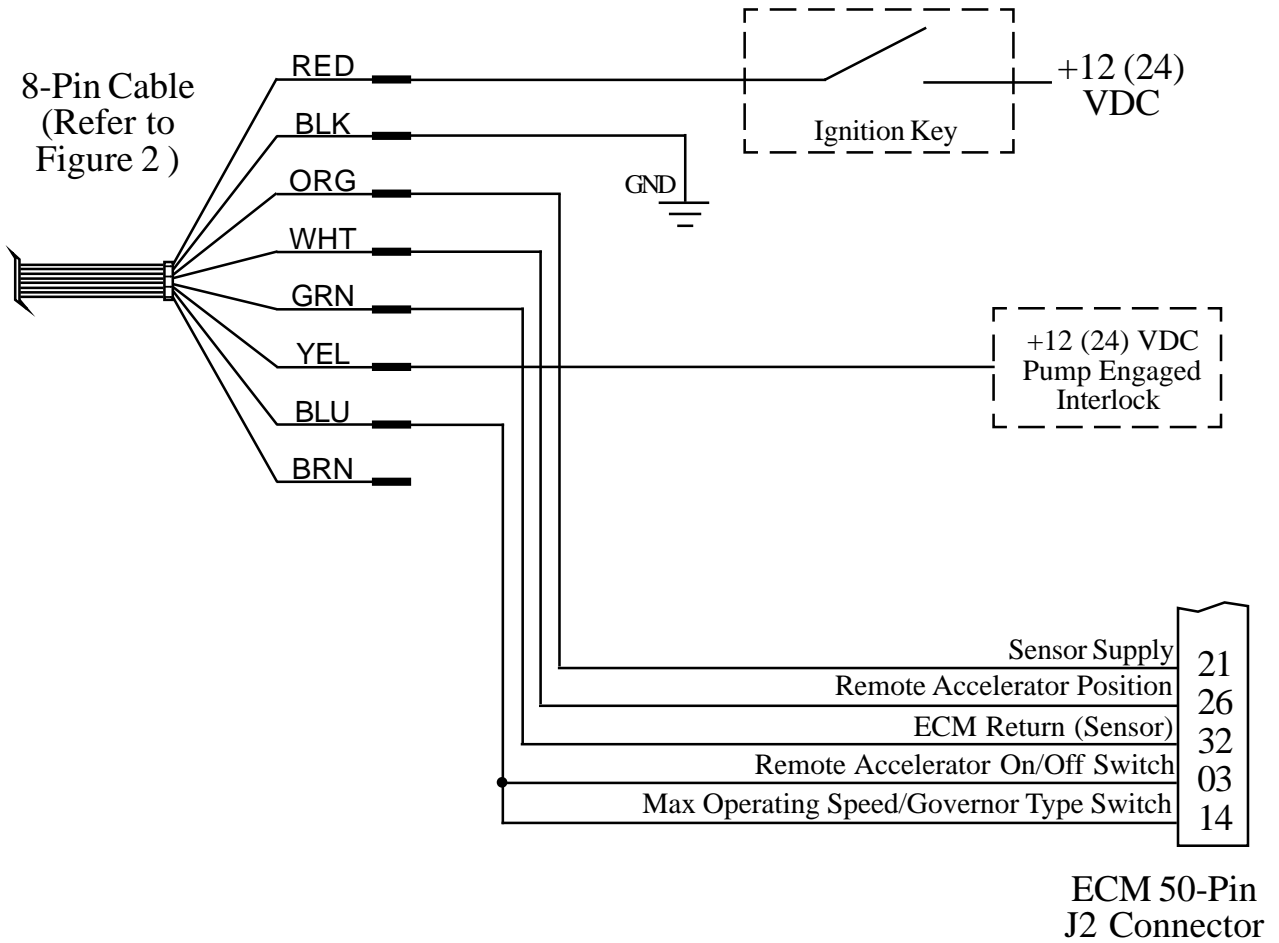 8-Pin Cable
(Refer to
Figure 2 )
RED
BLK
ORG
WHT
GRN
YEL
BLU
BRN
Ignition Key
+12 (24)
VDC
GND
+12 (24) VDC
Pump Engaged
Interlock
Sensor Supply 21
Remote Accelerator Position 26
ECM Return (Sensor) 32
Remote Accelerator On/Off Switch 03
Max Operating Speed/Governor Type Switch 14
ECM 50-Pin
J2 Connector